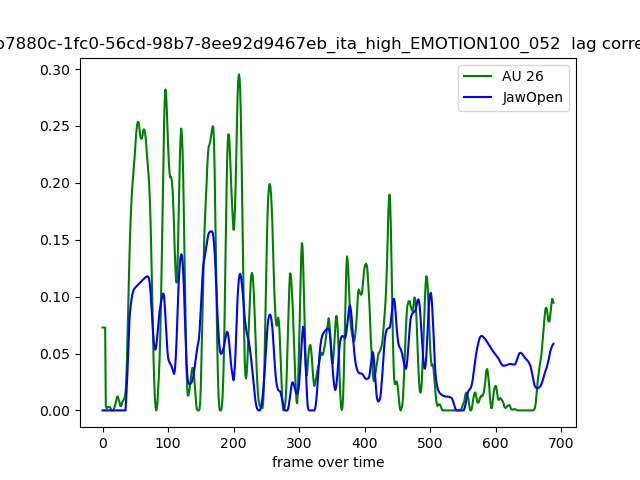 b7880c-1fc0-56cd-98b7-8ee92d9467eb_ita_high_EMOTION100_052 lag corre
AU 26
JawOpen
0.30
0.25
0.20
0.15
0.10
0.05
0.00
0 100 200 300 400 500 600 700
frame over time